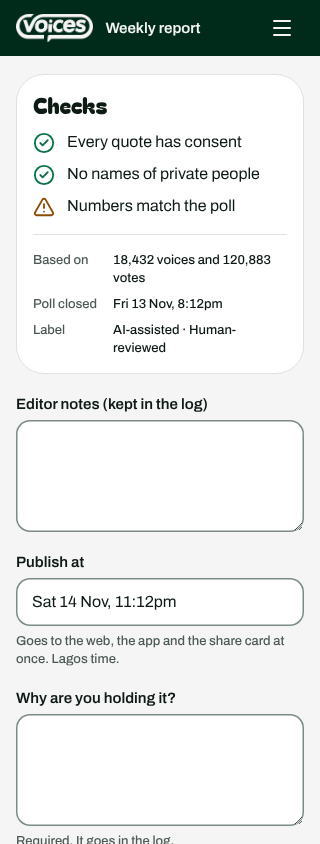 Voices
Weekly report
Checks
Every quote has consent
No names of private people
Numbers match the poll
Based on
18,432 voices and 120,883
votes
Poll closed
Fri 13 Nov, 8:12pm
Label
AI-assisted · Human-
reviewed
Editor notes (kept in the log)
Publish at
Sat 14 Nov, 11:12pm
Goes to the web, the app and the share card at
once. Lagos time.
Why are you holding it?
Required. It goes in the log.